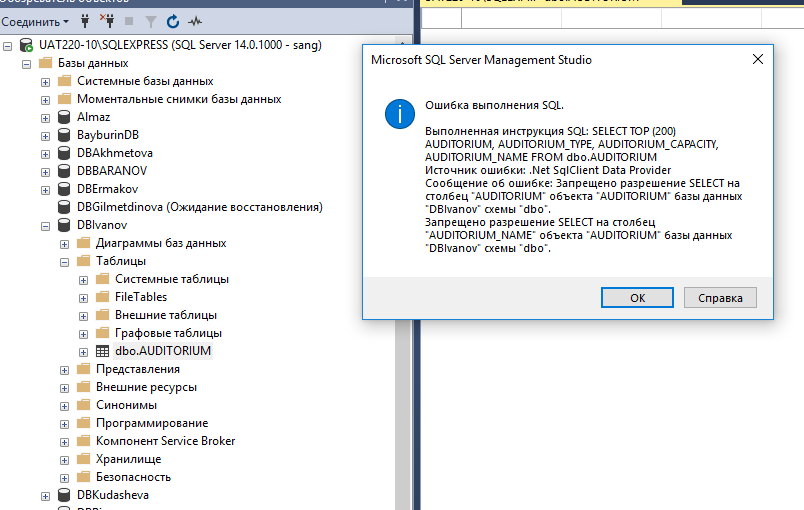 Соединить
UAT220-10\SQLEXPRESS (SQL Server 14.0.1000 - sang)
Базы данных
Системные базы данных
Моментальные снимки базы данных
Almaz
BayburinDB
DBAkhmetova
DBBARANOV
DBErmakov
DBGilmetdinova (Ожидание восстановления)
DBIvanov
Диаграммы баз данных
Таблицы
Системные таблицы
FileTables
Внешние таблицы
Графовые таблицы
dbo.AUDITORIUM
Представления
Внешние ресурсы
Синонимы
Программирование
Компонент Service Broker
Хранилище
Безопасность
DBKudasheva
Microsoft SQL Server Management Studio
Ошибка выполнения SQL.
Выполненная инструкция SQL: SELECT TOP (200)
AUDITORIUM, AUDITORIUM_TYPE, AUDITORIUM_CAPACITY,
AUDITORIUM_NAME FROM dbo.AUDITORIUM
Источник ошибки: .Net SqlClient Data Provider
Сообщение об ошибке: Запрещено разрешение SELECT на
столбец "AUDITORIUM" объекта "AUDITORIUM" базы данных
"DBIvanov" схемы "dbo".
Запрещено разрешение SELECT на столбец
"AUDITORIUM_NAME" объекта "AUDITORIUM" базы данных
"DBIvanov" схемы "dbo".
ОК
Справка